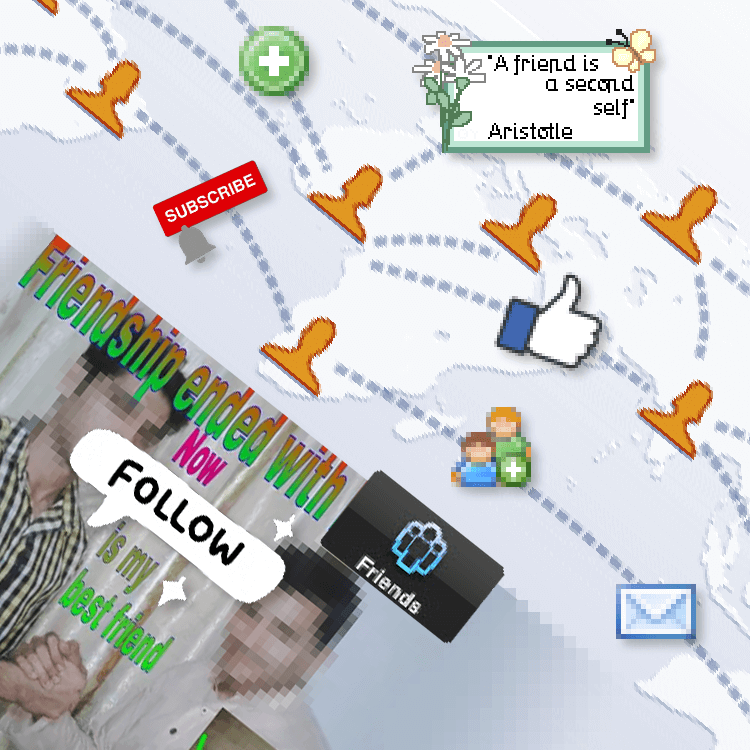 "A friend is
a second
self"
Aristotle
SUBSCRIBE
Friendship ended with
Now
FOLLOW
is my
best friend
Friends